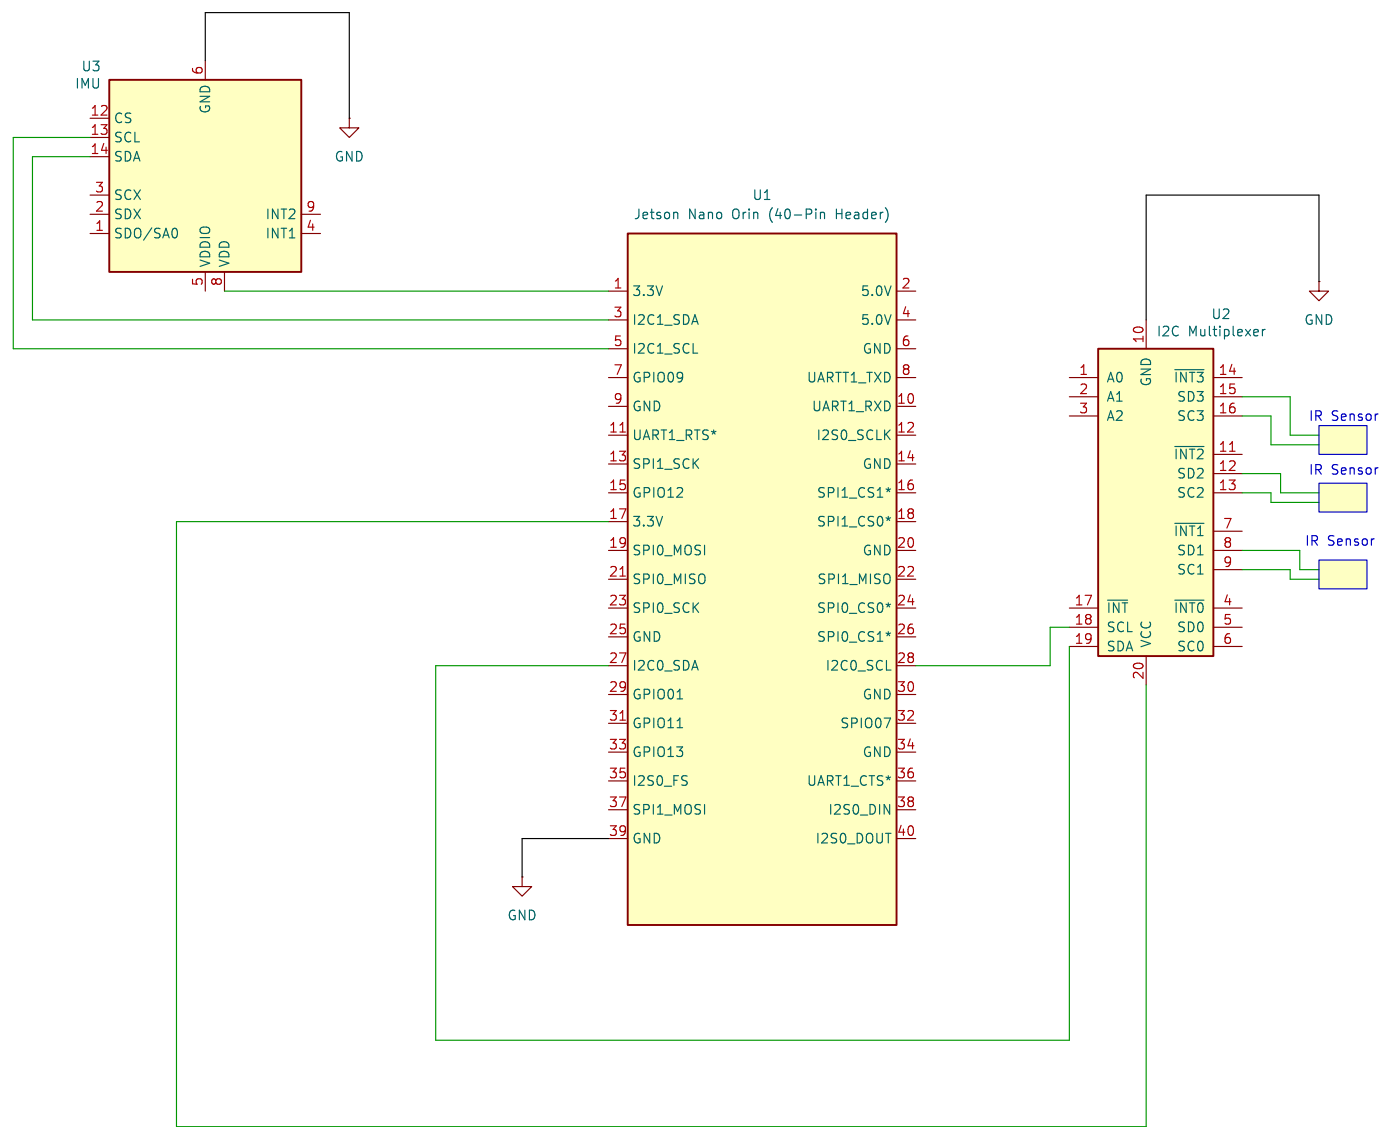 U3
IMU
6
GND
12 CS
13 SCL
14 SDA
3 SCX
2 SDX
1 SDO/SA0
INT2 9
INT1 4
VDDIO
VDD
5
8
GND
U1
Jetson Nano Orin (40-Pin Header)
1 3.3V 5.0V 2
3 I2C1_SDA 5.0V 4
5 I2C1_SCL GND 6
7 GPIO09 UARTT1_TXD 8
9 GND UART1_RXD 10
11 UART1_RTS* I2S0_SCLK 12
13 SPI1_SCK GND 14
15 GPIO12 SPI1_CS1* 16
17 3.3V SPI1_CS0* 18
19 SPI0_MOSI GND 20
21 SPI0_MISO SPI1_MISO 22
23 SPI0_SCK SPI0_CS0* 24
25 GND SPI0_CS1* 26
27 I2C0_SDA I2C0_SCL 28
29 GPIO01 GND 30
31 GPIO11 SPIO07 32
33 GPIO13 GND 34
35 I2S0_FS UART1_CTS* 36
37 SPI1_MOSI I2S0_DIN 38
39 GND I2S0_DOUT 40
GND
GND
U2
I2C Multiplexer
10
GND
1 A0
2 A1
3 A2
17 INT
18 SCL
19 SDA
VCC
20
INT3 14
SD3 15
SC3 16
INT2 11
SD2 12
SC2 13
INT1 7
SD1 8
SC1 9
INT0 4
SD0 5
SC0 6
IR Sensor
IR Sensor
IR Sensor